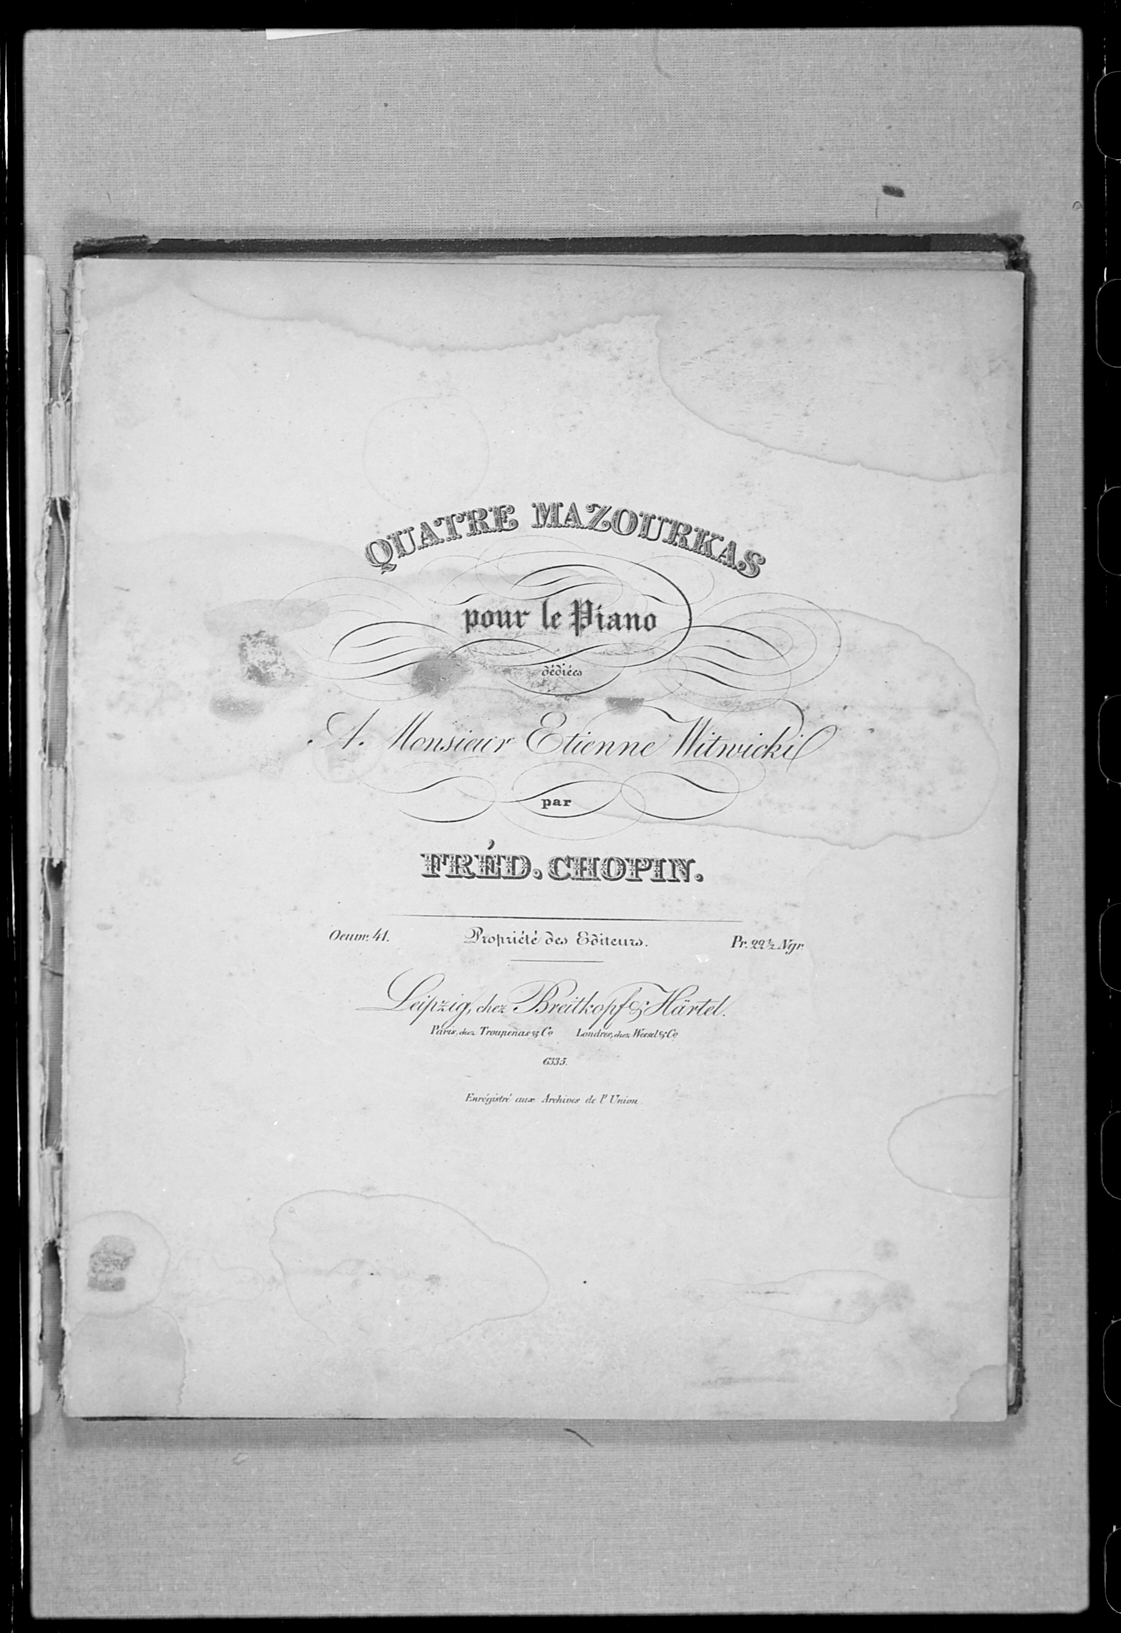 QUATRE MAZOURKAS
pour le Piano
dédiées
A. Monsieur Etienne Witwicki
par
FRÉD. CHOPIN.
Oeuvr. 41. Propriété des Editeurs. Pr. 22½ Ngr.
Leipzig, chez Breitkopf & Härtel.
Paris, chez Troupenas & Co. Londres, chez Wessel & Co.
6335.
Enrégistré aux Archives de l'Union.